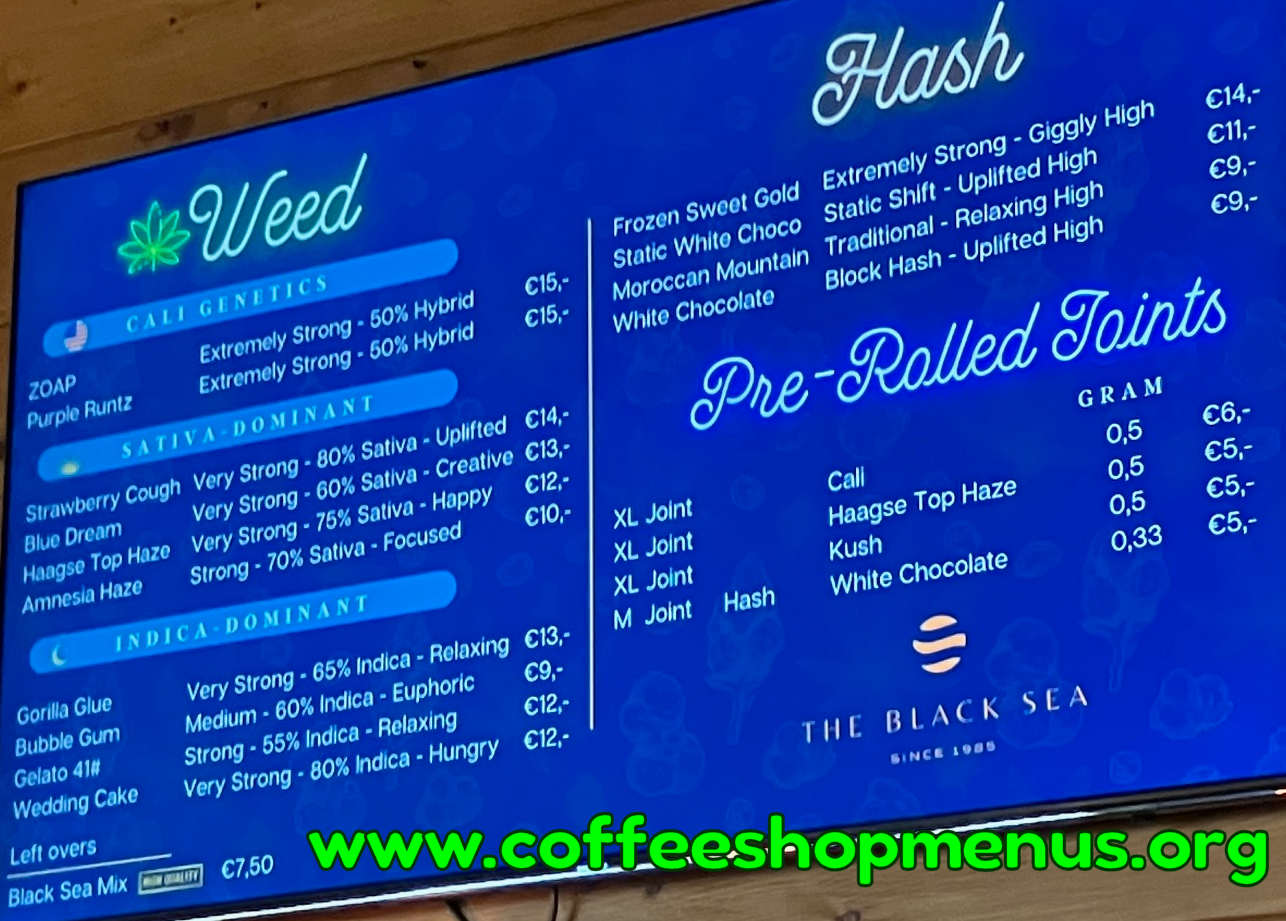 Weed
CALI GENETICS
ZOAP Extremely Strong - 50% Hybrid €15,-
Purple Runtz Extremely Strong - 50% Hybrid €15,-
SATIVA-DOMINANT
Strawberry Cough Very Strong - 80% Sativa - Uplifted €14,-
Blue Dream Very Strong - 60% Sativa - Creative €13,-
Haagse Top Haze Very Strong - 75% Sativa - Happy €12,-
Amnesia Haze Strong - 70% Sativa - Focused €10,-
INDICA-DOMINANT
Gorilla Glue Very Strong - 65% Indica - Relaxing €13,-
Bubble Gum Medium - 60% Indica - Euphoric €9,-
Gelato 41# Strong - 55% Indica - Relaxing €12,-
Wedding Cake Very Strong - 80% Indica - Hungry €12,-
Left overs
Black Sea Mix HIGH QUALITY €7,50
Hash
Frozen Sweet Gold Extremely Strong - Giggly High €14,-
Static White Choco Static Shift - Uplifted High €11,-
Moroccan Mountain Traditional - Relaxing High €9,-
White Chocolate Block Hash - Uplifted High €9,-
Pre-Rolled Joints
GRAM
XL Joint Cali 0,5 €6,-
XL Joint Haagse Top Haze 0,5 €5,-
XL Joint Kush 0,5 €5,-
M Joint Hash White Chocolate 0,33 €5,-
THE BLACK SEA
SINCE 1985
www.coffeeshopmenus.org